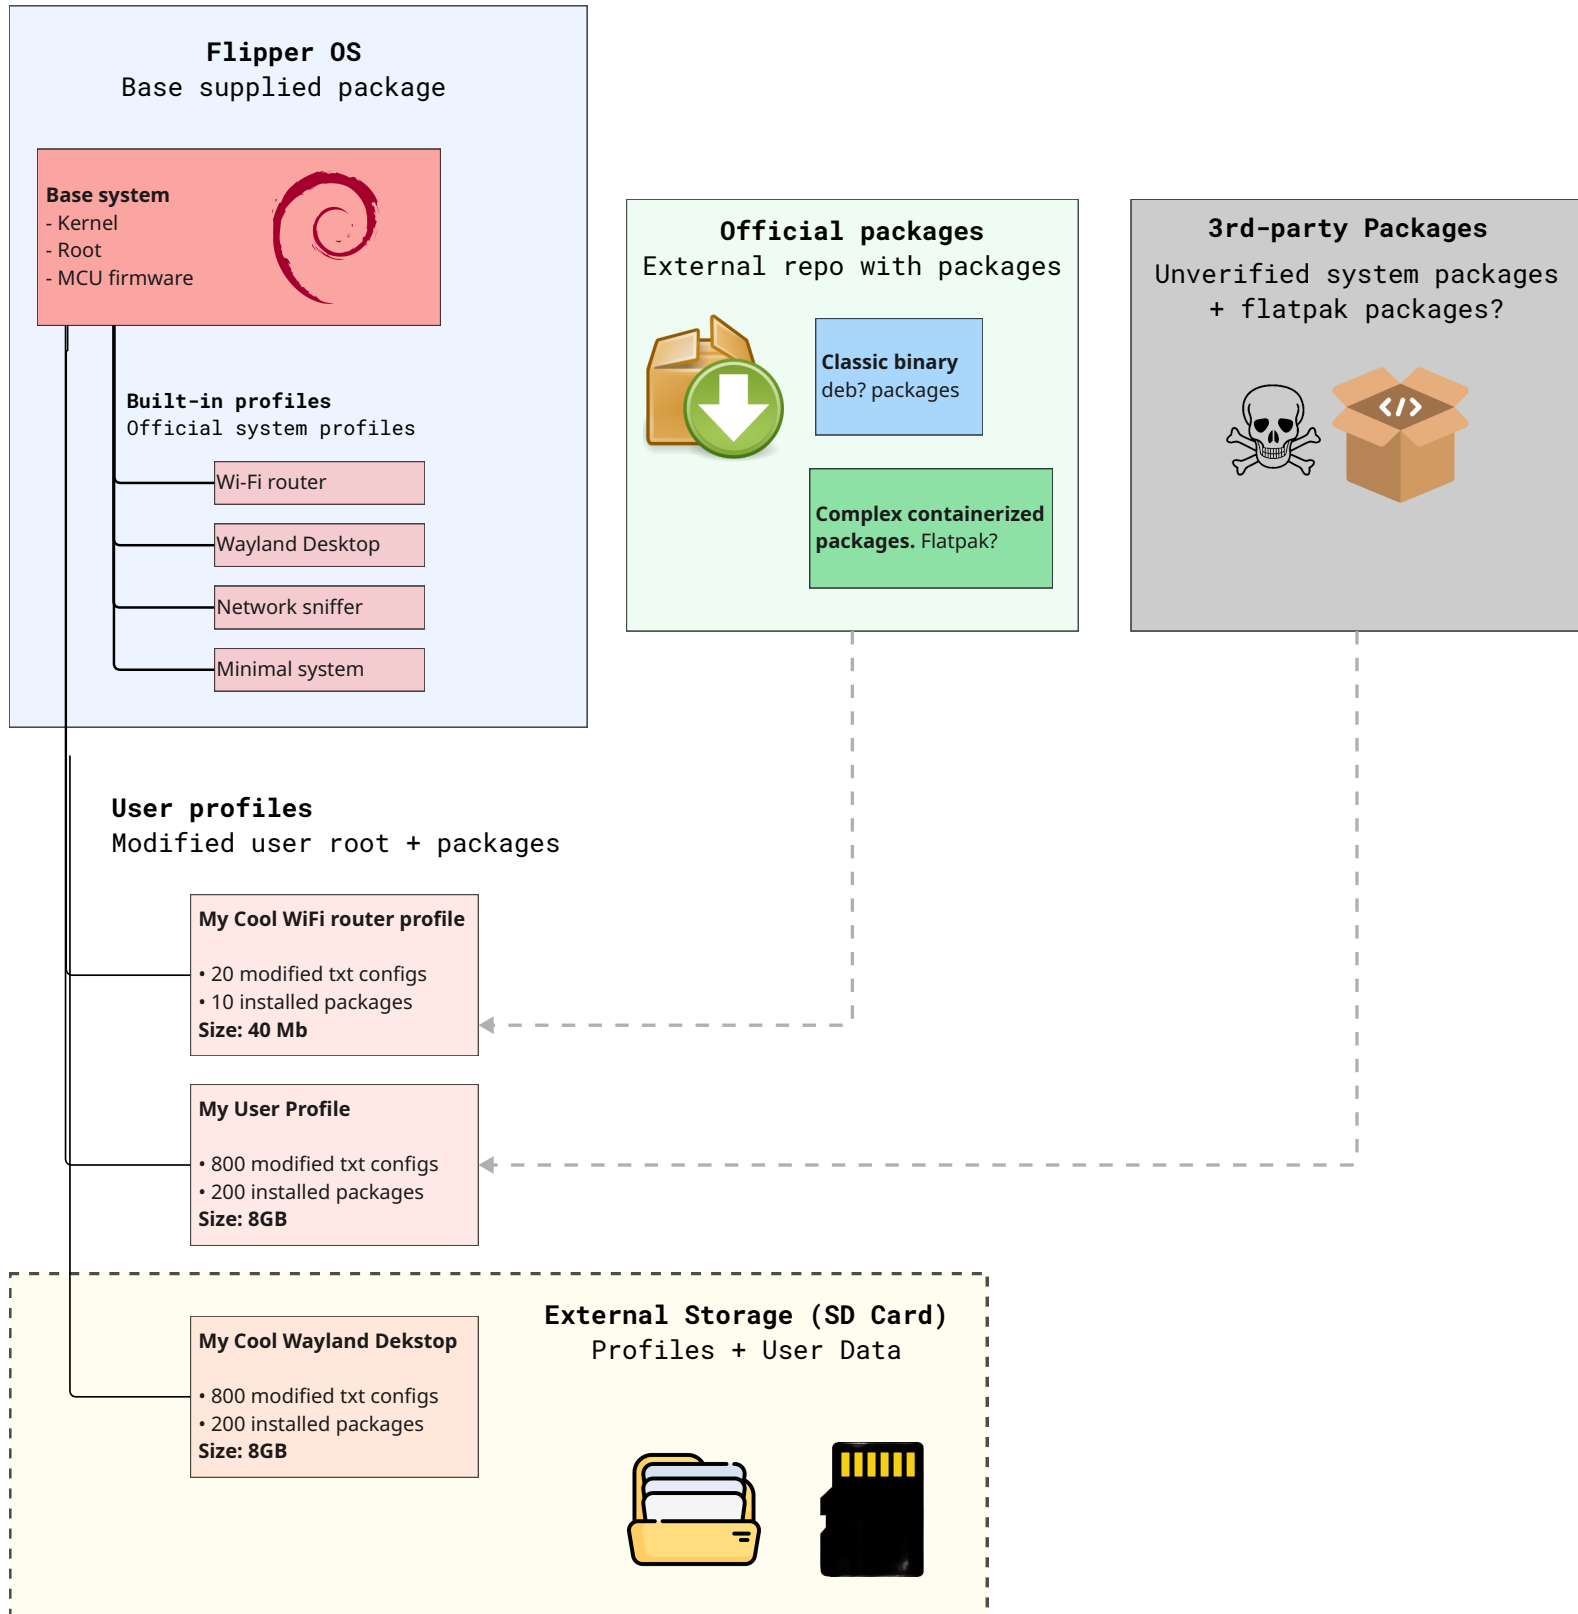 Flipper OS
Base supplied package
Base system
- Kernel
- Root
- MCU firmware
Built-in profiles
Official system profiles
Wi-Fi router
Wayland Desktop
Network sniffer
Minimal system
Official packages
External repo with packages
Classic binary
deb? packages
Complex containerized
packages. Flatpak?
3rd-party Packages
Unverified system packages
+ flatpak packages?
</>
User profiles
Modified user root + packages
My Cool WiFi router profile
• 20 modified txt configs
• 10 installed packages
Size: 40 Mb
My User Profile
• 800 modified txt configs
• 200 installed packages
Size: 8GB
External Storage (SD Card)
Profiles + User Data
My Cool Wayland Dekstop
• 800 modified txt configs
• 200 installed packages
Size: 8GB